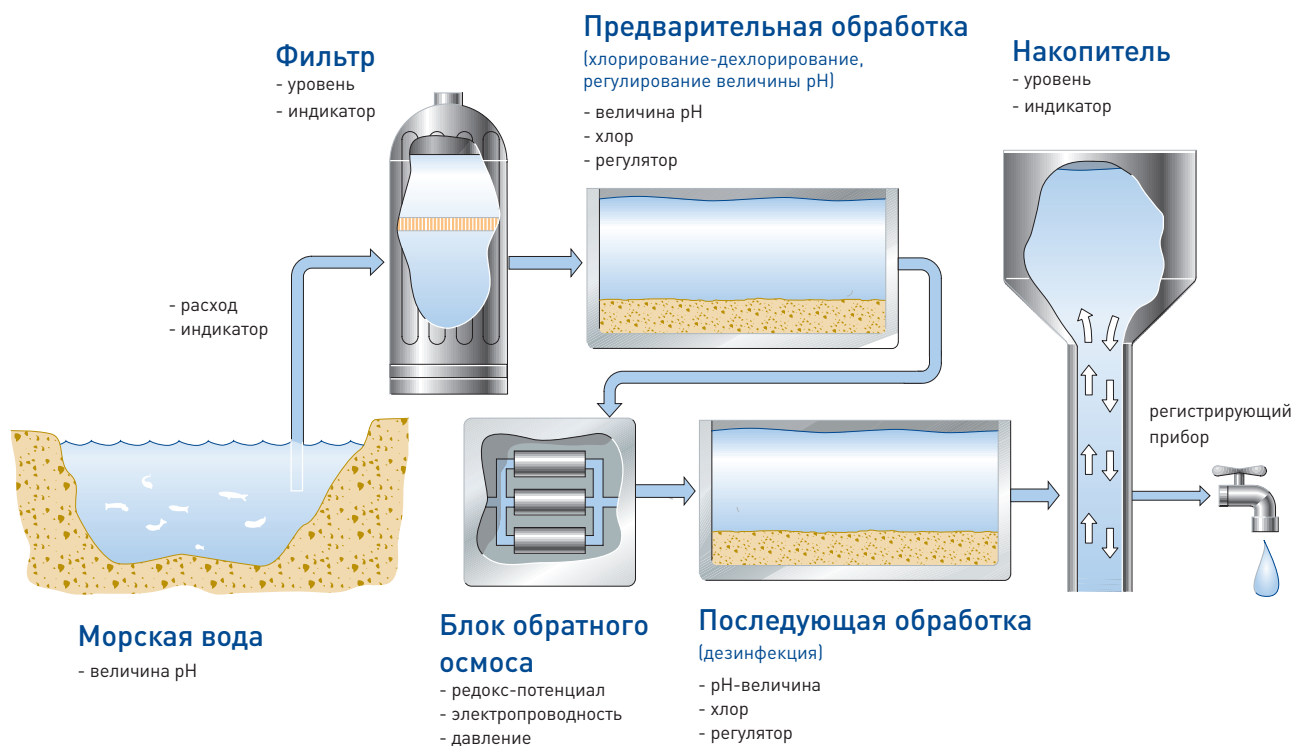 Фильтр
- уровень
- индикатор
Предварительная обработка
(хлорирование-дехлорирование,
регулирование величины pH)
- величина pH
- хлор
- регулятор
Накопитель
- уровень
- индикатор
- расход
- индикатор
регистрирующий
прибор
Морская вода
- величина pH
Блок обратного
осмоса
- редокс-потенциал
- электропроводность
- давление
Последующая обработка
(дезинфекция)
- pH-величина
- хлор
- регулятор